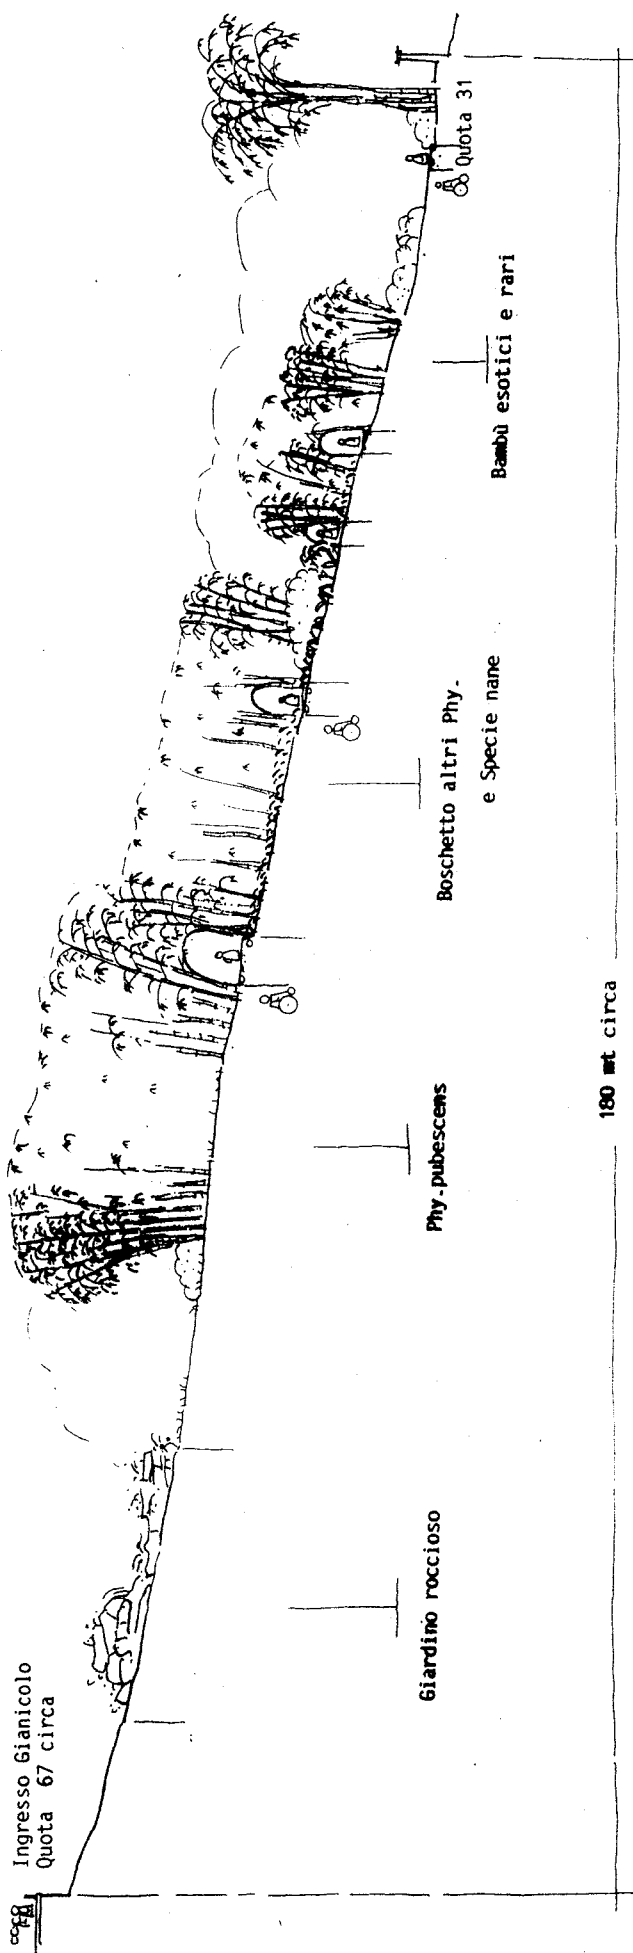 Ingresso Gianicolo
Quota 67 circa
Giardino roccioso
Phy.pubescens
Boschetto altri Phy.
e Specie nane
Bambù esotici e rari
Quota 31
180 mt circa